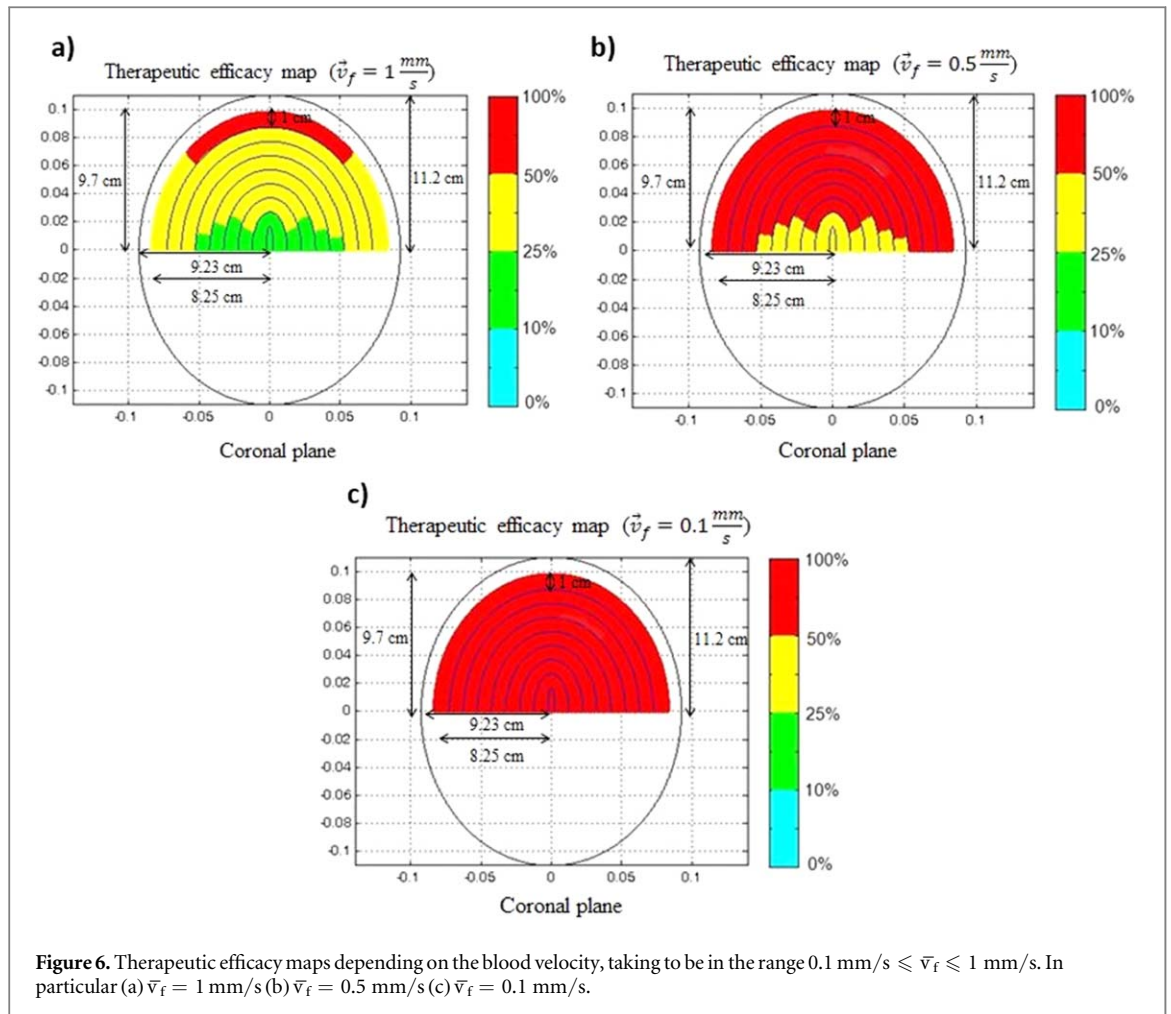 a)
Therapeutic efficacy map (v⃗_f = 1 mm/s)
0.1
0.08
0.06
0.04
0.02
0
-0.02
-0.04
-0.06
-0.08
-0.1
-0.1 -0.05 0 0.05 0.1
1 cm
9.7 cm
11.2 cm
9.23 cm
8.25 cm
100%
50%
25%
10%
0%
Coronal plane
b)
Therapeutic efficacy map (v⃗_f = 0.5 mm/s)
0.1
0.08
0.06
0.04
0.02
0
-0.02
-0.04
-0.06
-0.08
-0.1
-0.1 -0.05 0 0.05 0.1
1 cm
9.7 cm
11.2 cm
9.23 cm
8.25 cm
100%
50%
25%
10%
0%
Coronal plane
c)
Therapeutic efficacy map (v⃗_f = 0.1 mm/s)
0.1
0.08
0.06
0.04
0.02
0
-0.02
-0.04
-0.06
-0.08
-0.1
-0.1 -0.05 0 0.05 0.1
1 cm
9.7 cm
11.2 cm
9.23 cm
8.25 cm
100%
50%
25%
10%
0%
Coronal plane
Figure 6. Therapeutic efficacy maps depending on the blood velocity, taking to be in the range 0.1 mm/s ⩽ v̄_f ⩽ 1 mm/s. In
particular (a) v̄_f = 1 mm/s (b) v̄_f = 0.5 mm/s (c) v̄_f = 0.1 mm/s.